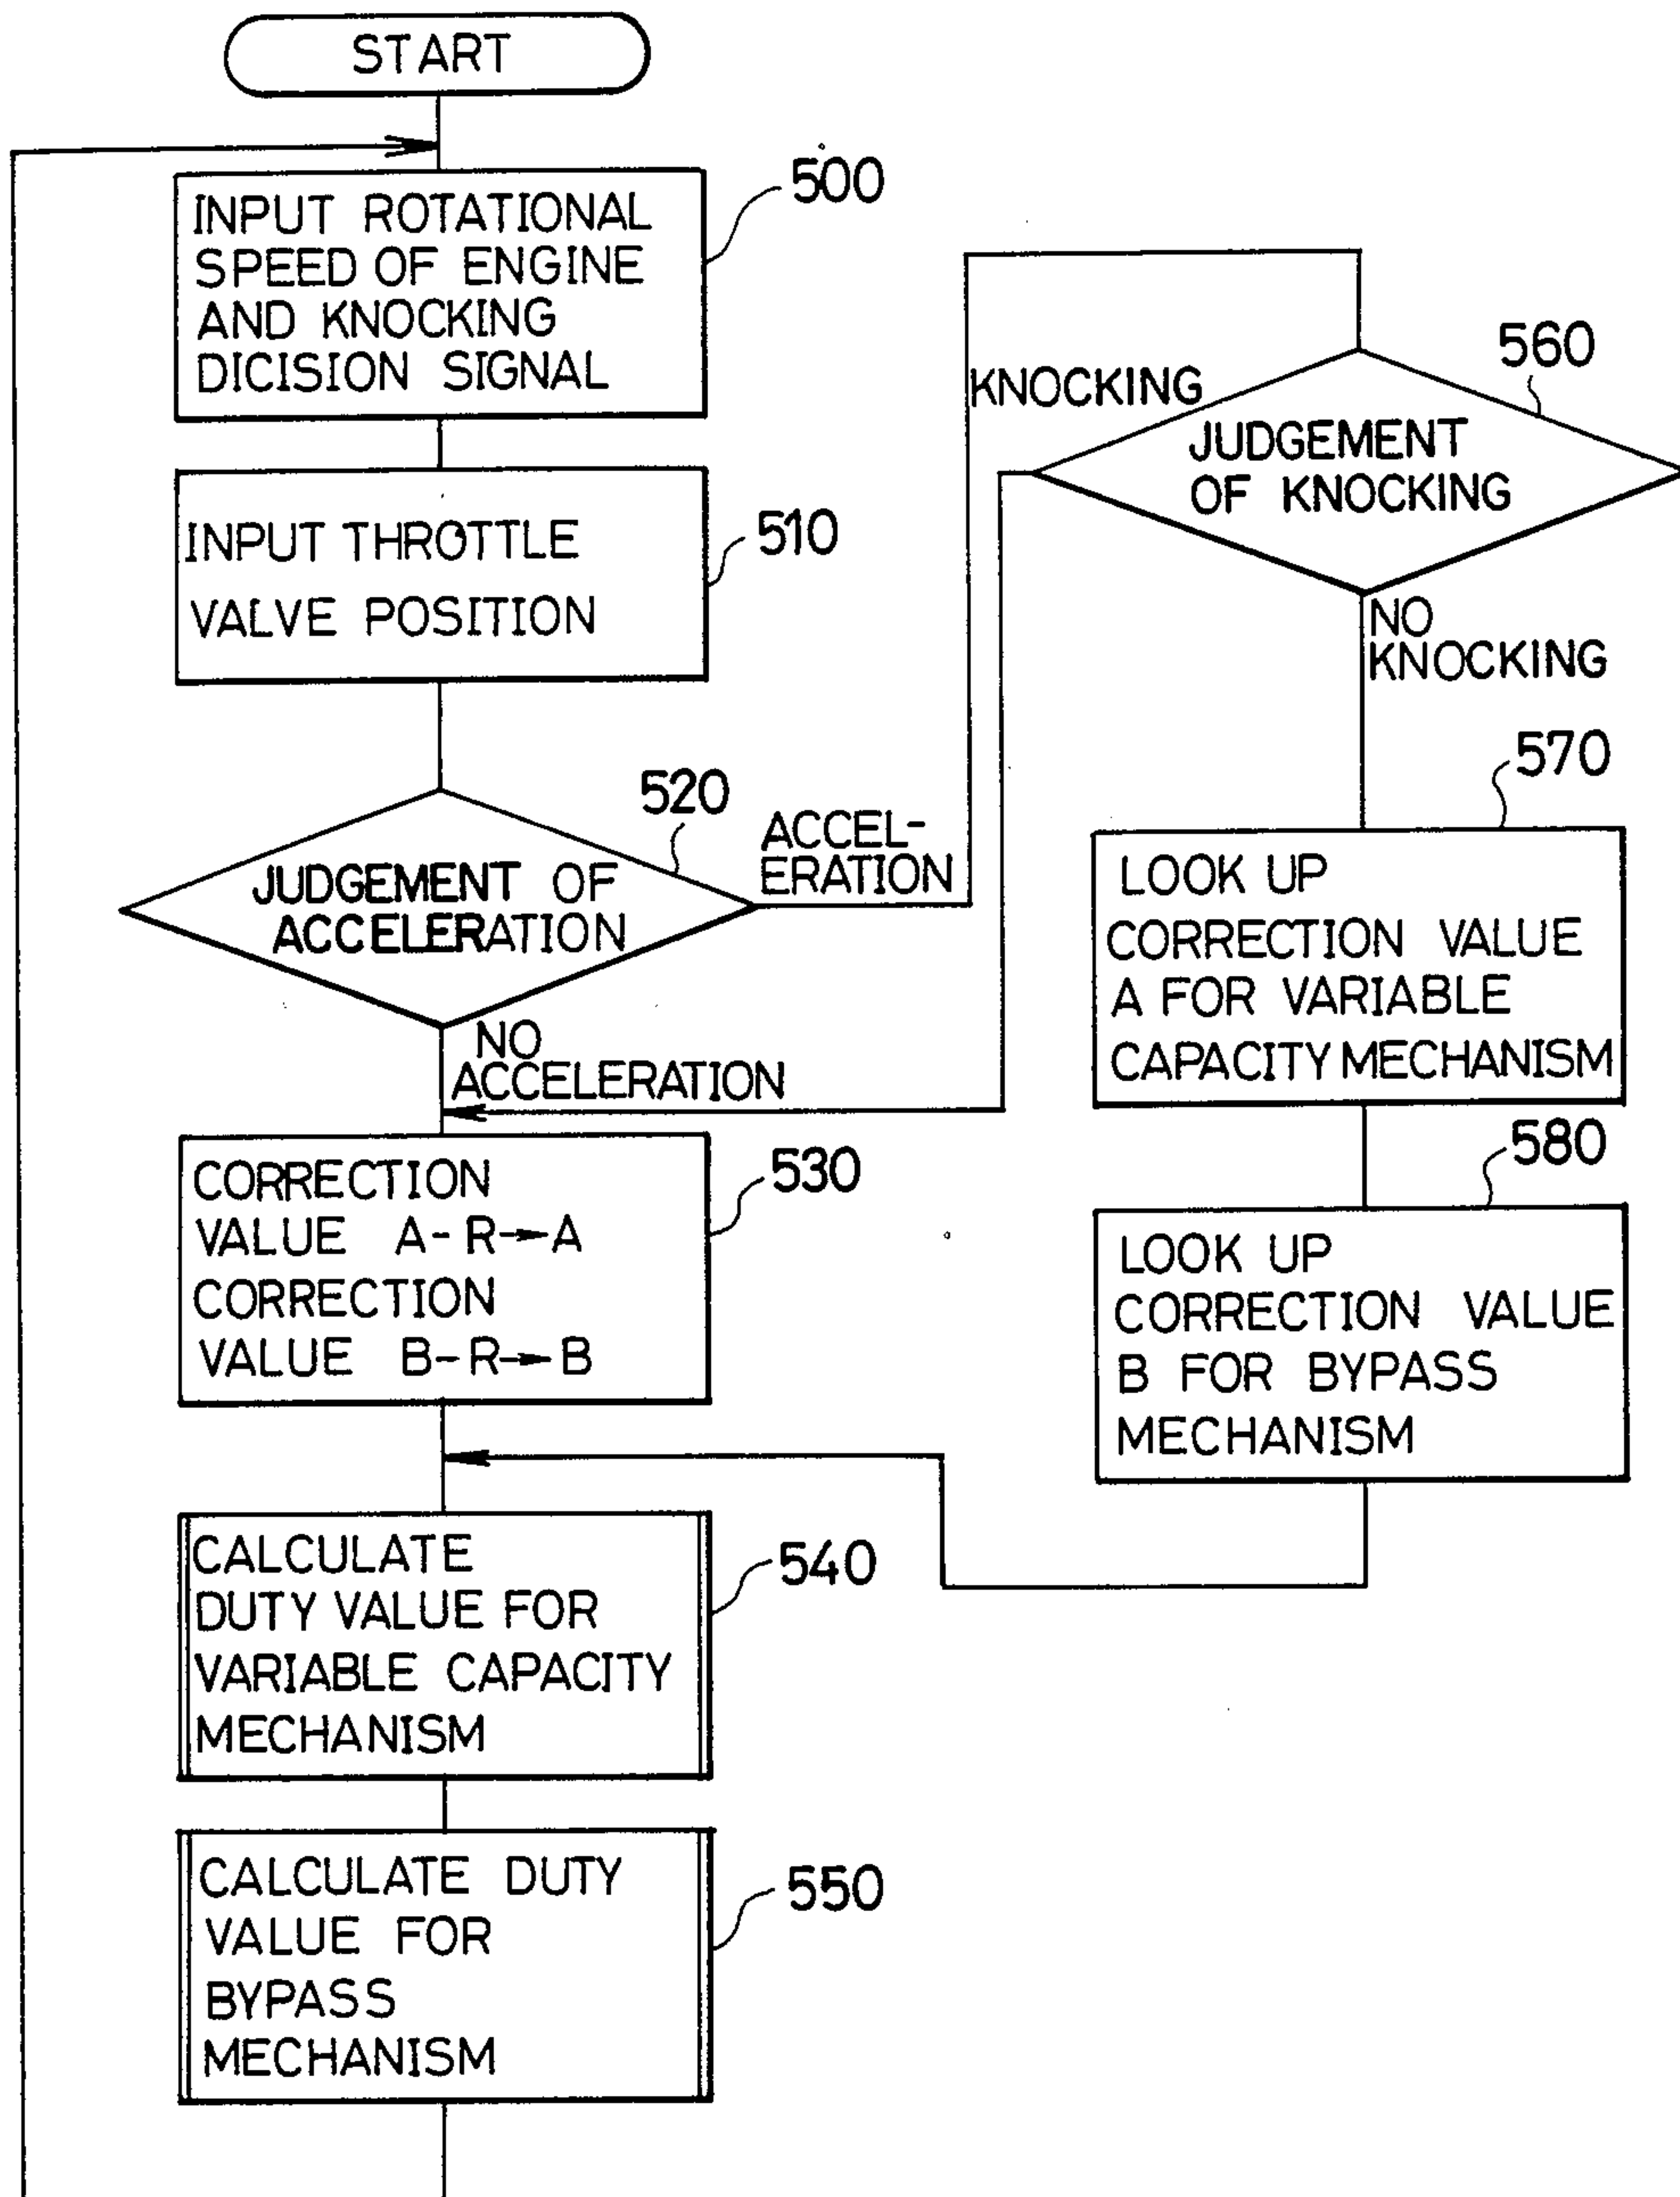 START
500
INPUT ROTATIONAL
SPEED OF ENGINE
AND KNOCKING
DICISION SIGNAL
510
INPUT THROTTLE
VALVE POSITION
520
JUDGEMENT OF
ACCELERATION
ACCEL-
ERATION
NO
ACCELERATION
530
CORRECTION
VALUE A-R→A
CORRECTION
VALUE B-R→B
540
CALCULATE
DUTY VALUE FOR
VARIABLE CAPACITY
MECHANISM
550
CALCULATE DUTY
VALUE FOR
BYPASS
MECHANISM
560
KNOCKING
JUDGEMENT
OF KNOCKING
NO
KNOCKING
570
LOOK UP
CORRECTION VALUE
A FOR VARIABLE
CAPACITY MECHANISM
580
LOOK UP
CORRECTION VALUE
B FOR BYPASS
MECHANISM